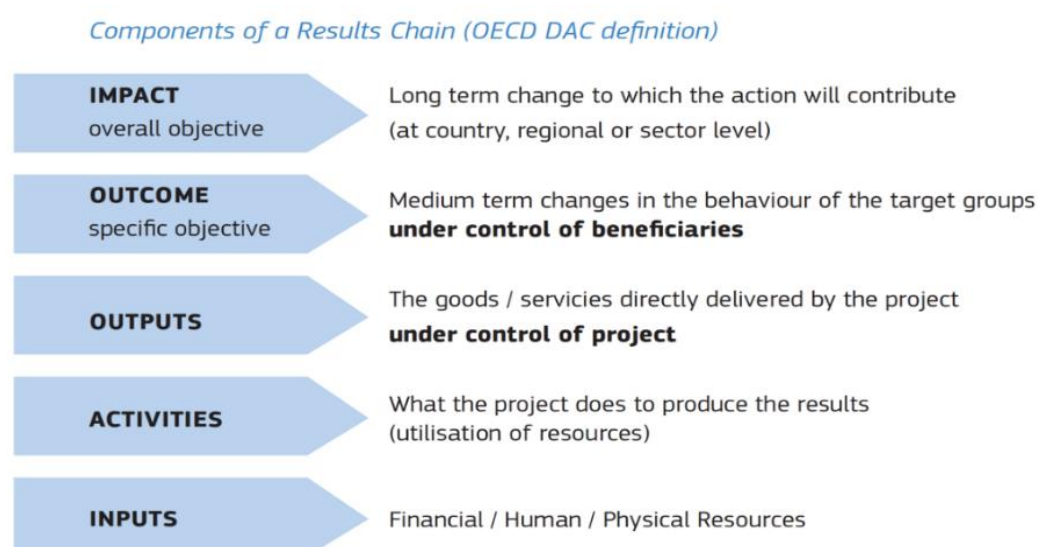 Components of a Results Chain (OECD DAC definition)
IMPACT
overall objective
Long term change to which the action will contribute
(at country, regional or sector level)
OUTCOME
specific objective
Medium term changes in the behaviour of the target groups
under control of beneficiaries
OUTPUTS
The goods / servicies directly delivered by the project
under control of project
ACTIVITIES
What the project does to produce the results
(utilisation of resources)
INPUTS
Financial / Human / Physical Resources